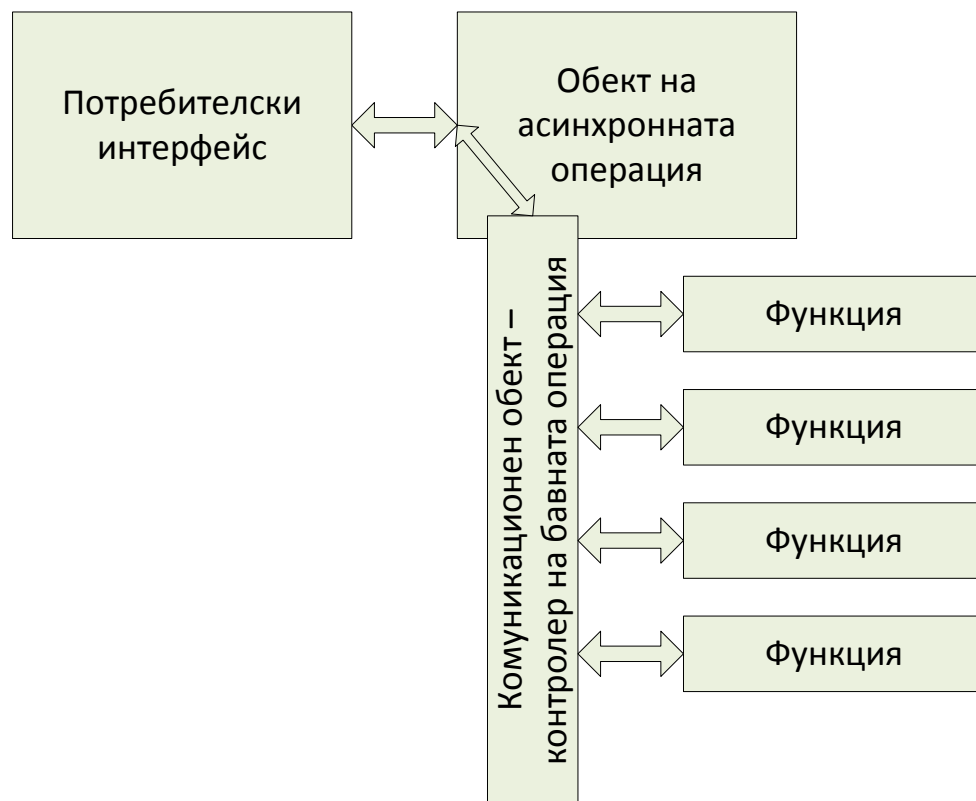 Потребителски
интерфейс
Обект на
асинхронната
операция
Комуникационен обект –
контролер на бавната операция
Функция
Функция
Функция
Функция